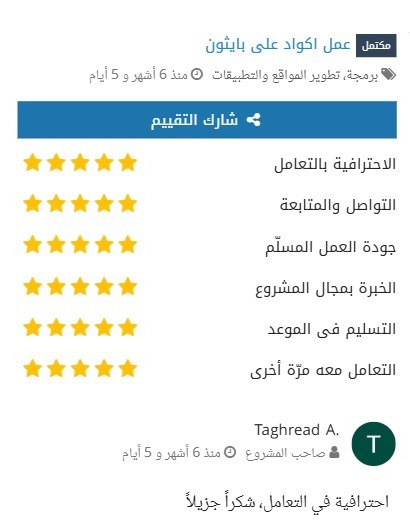 مكتمل عمل اكواد على بايثون
برمجة، تطوير المواقع والتطبيقات منذ 6 أشهر و 5 أيام
شارك التقييم
الاحترافية بالتعامل
التواصل والمتابعة
جودة العمل المسلّم
الخبرة بمجال المشروع
التسليم فى الموعد
التعامل معه مرّة أخرى
T
Taghread A.
صاحب المشروع منذ 6 أشهر و 5 أيام
احترافية في التعامل، شكراً جزيلاً